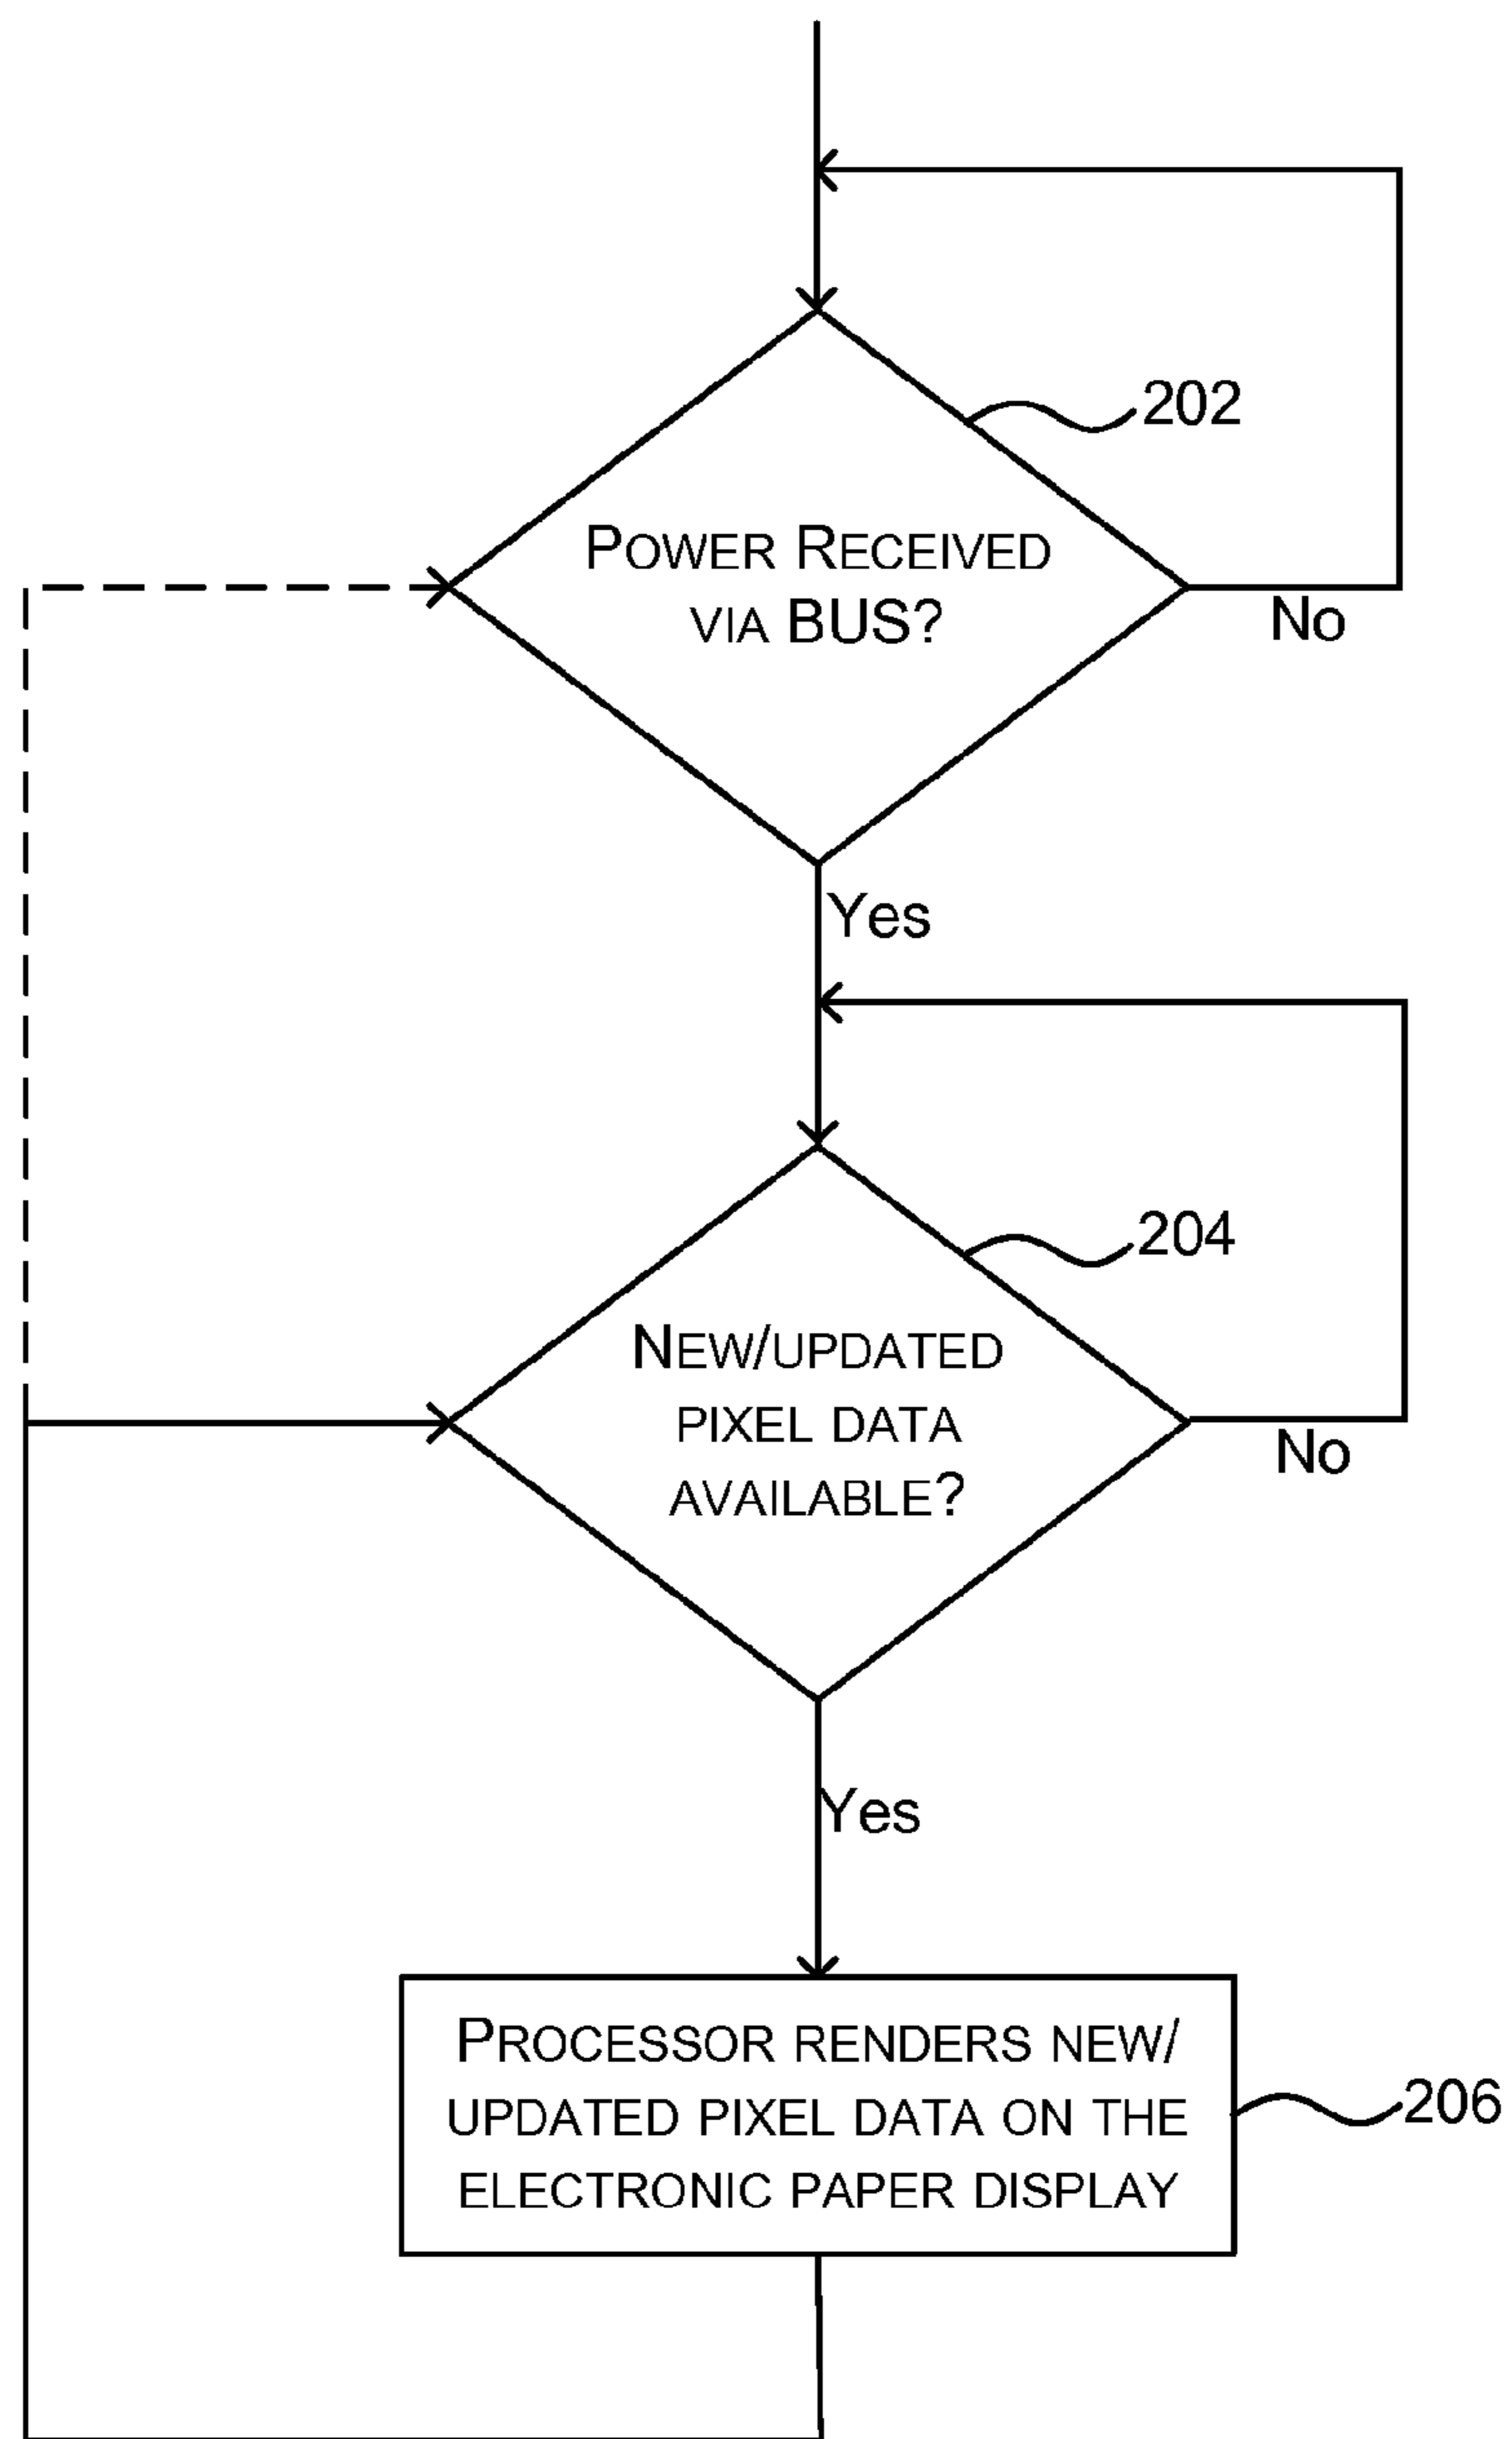 202
POWER RECEIVED
VIA BUS?
No
Yes
204
NEW/UPDATED
PIXEL DATA
AVAILABLE?
No
Yes
PROCESSOR RENDERS NEW/
UPDATED PIXEL DATA ON THE
ELECTRONIC PAPER DISPLAY
206